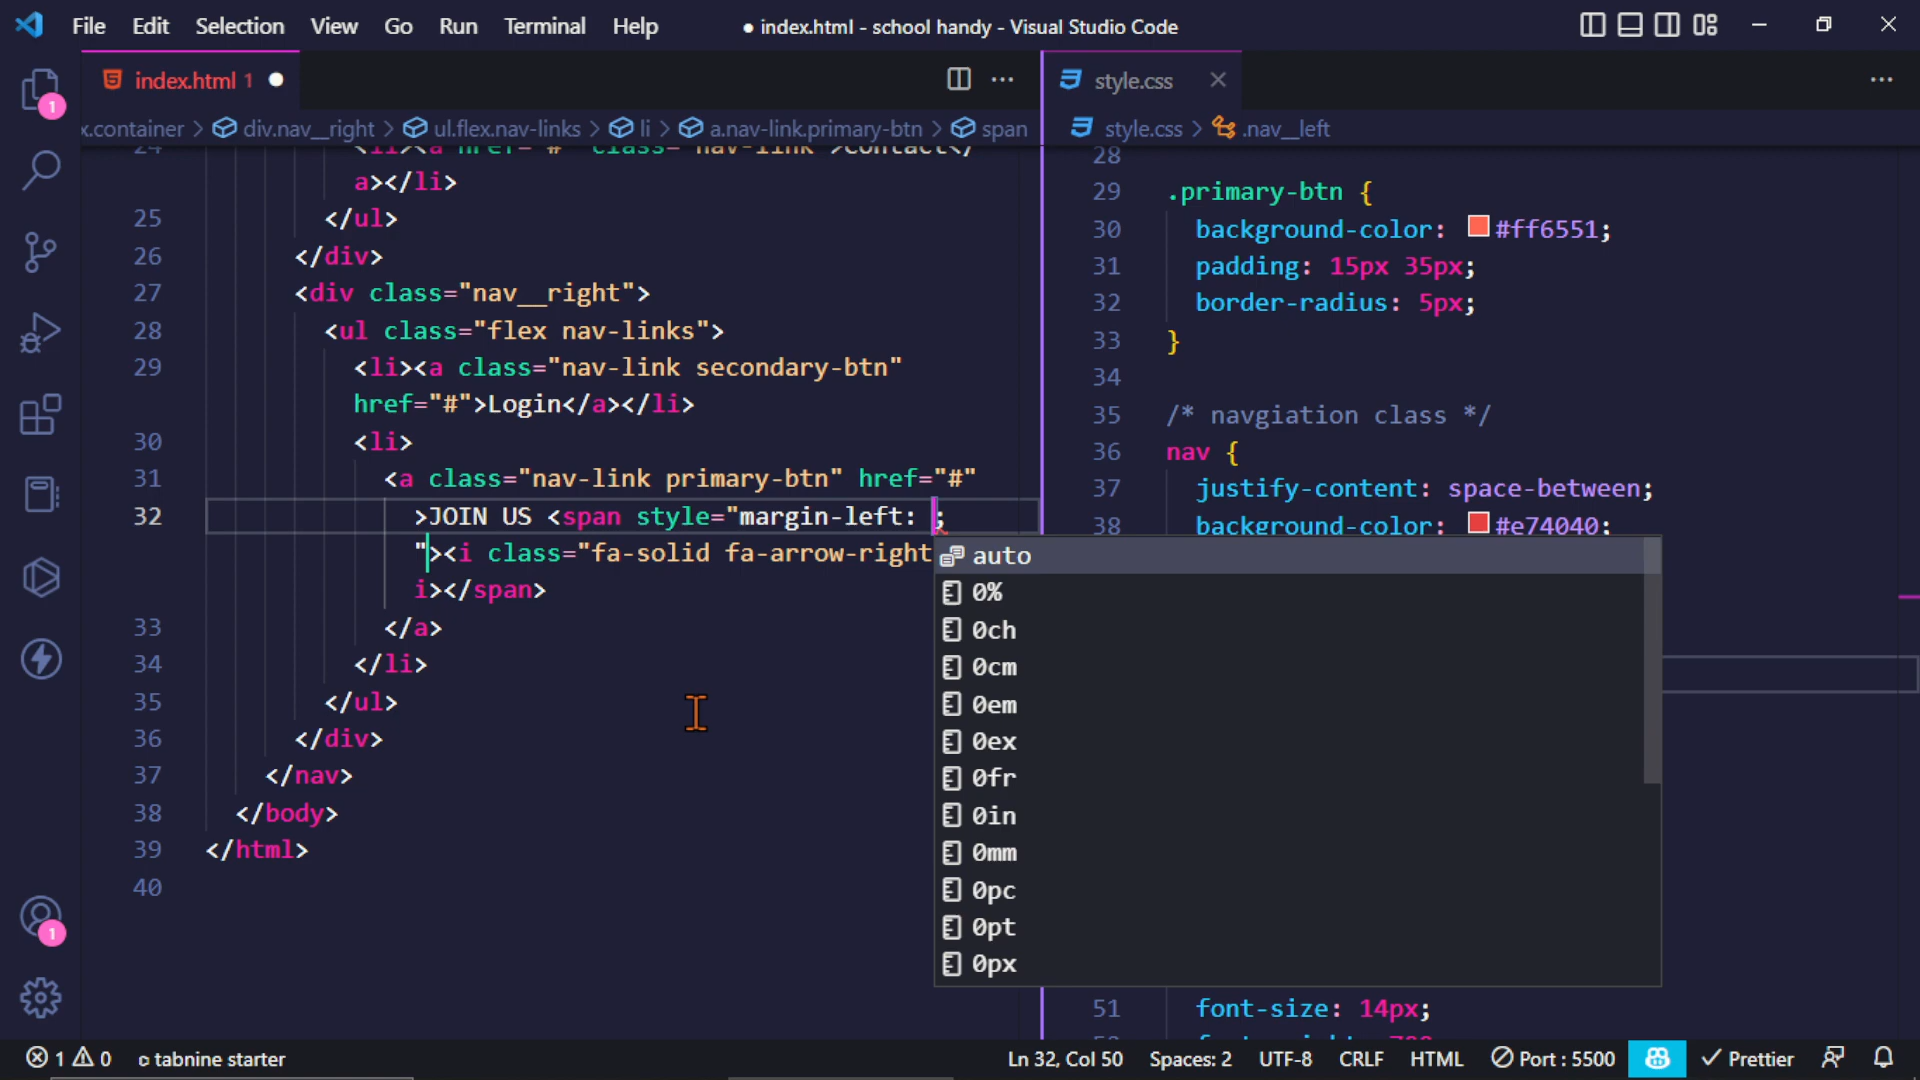 File Edit Selection View Go Run Terminal Help ● index.html - school handy - Visual Studio Code
index.html 1 ●
style.css
x.container > div.nav__right > ul.flex.nav-links > li > a.nav-link.primary-btn > span
style.css > .nav__left
24 <li><a href="#" class="nav-link">Contact</
a></li>
25 </ul>
26 </div>
27 <div class="nav__right">
28 <ul class="flex nav-links">
29 <li><a class="nav-link secondary-btn"
href="#">Login</a></li>
30 <li>
31 <a class="nav-link primary-btn" href="#"
32 >JOIN US <span style="margin-left: ;
"><i class="fa-solid fa-arrow-right
i></span>
33 </a>
34 </li>
35 </ul>
36 </div>
37 </nav>
38 </body>
39 </html>
40
28
29 .primary-btn {
30 background-color: #ff6551;
31 padding: 15px 35px;
32 border-radius: 5px;
33 }
34
35 /* navgiation class */
36 nav {
37 justify-content: space-between;
38 background-color: #e74040;
auto
0%
0ch
0cm
0em
0ex
0fr
0in
0mm
0pc
0pt
0px
51 font-size: 14px;
1
1
1 0 tabnine starter
Ln 32, Col 50 Spaces: 2 UTF-8 CRLF HTML Port : 5500 Prettier